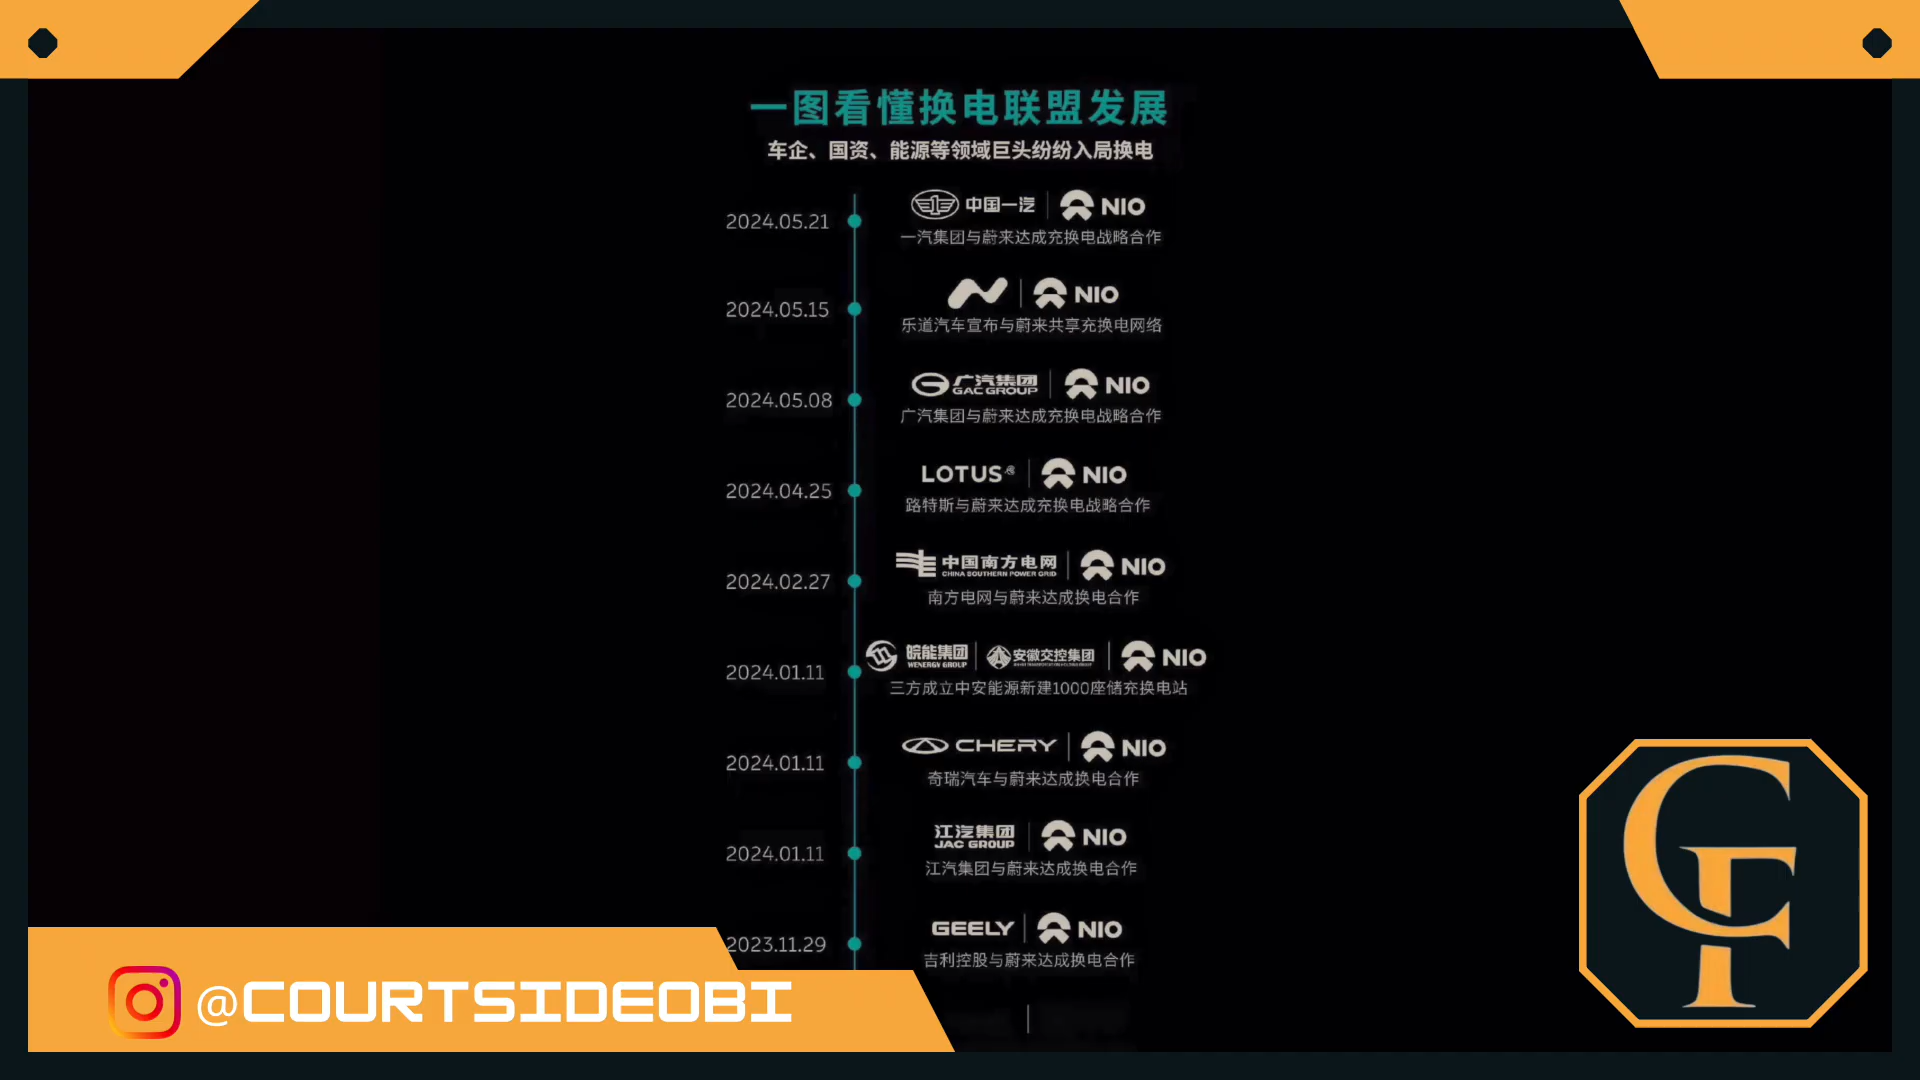 一图看懂换电联盟发展
车企、国资、能源等领域巨头纷纷入局换电
2024.05.21
中国一汽 NIO
一汽集团与蔚来达成充换电战略合作
2024.05.15
NIO
乐道汽车宣布与蔚来共享充换电网络
2024.05.08
广汽集团 GAC GROUP NIO
广汽集团与蔚来达成充换电战略合作
2024.04.25
LOTUS NIO
路特斯与蔚来达成充换电战略合作
2024.02.27
中国南方电网 CHINA SOUTHERN POWER GRID NIO
南方电网与蔚来达成换电合作
2024.01.11
皖能集团 WENERGY GROUP 安徽交控集团 NIO
三方成立中安能源新建1000座储充换电站
2024.01.11
CHERY NIO
奇瑞汽车与蔚来达成换电合作
2024.01.11
江汽集团 JAC GROUP NIO
江汽集团与蔚来达成换电合作
2023.11.29
GEELY NIO
吉利控股与蔚来达成换电合作
@COURTSIDEOBI